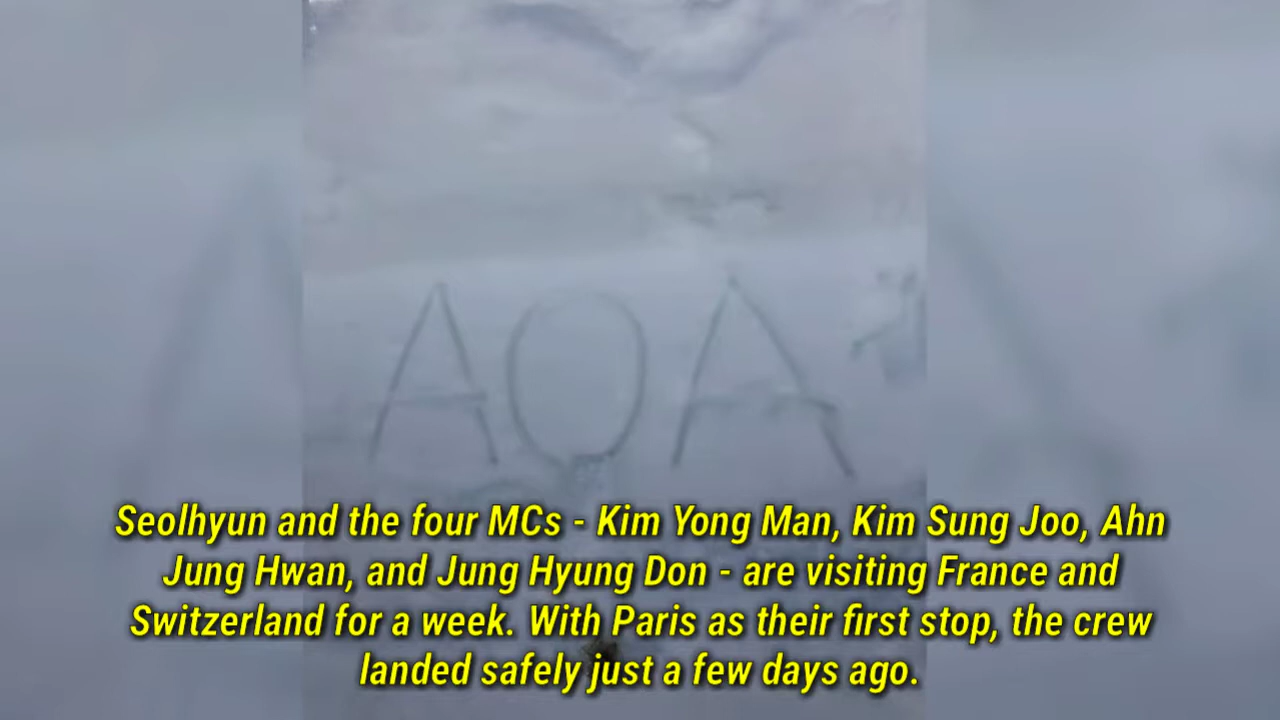 AOA
Seolhyun and the four MCs - Kim Yong Man, Kim Sung Joo, Ahn
Jung Hwan, and Jung Hyung Don - are visiting France and
Switzerland for a week. With Paris as their first stop, the crew
landed safely just a few days ago.